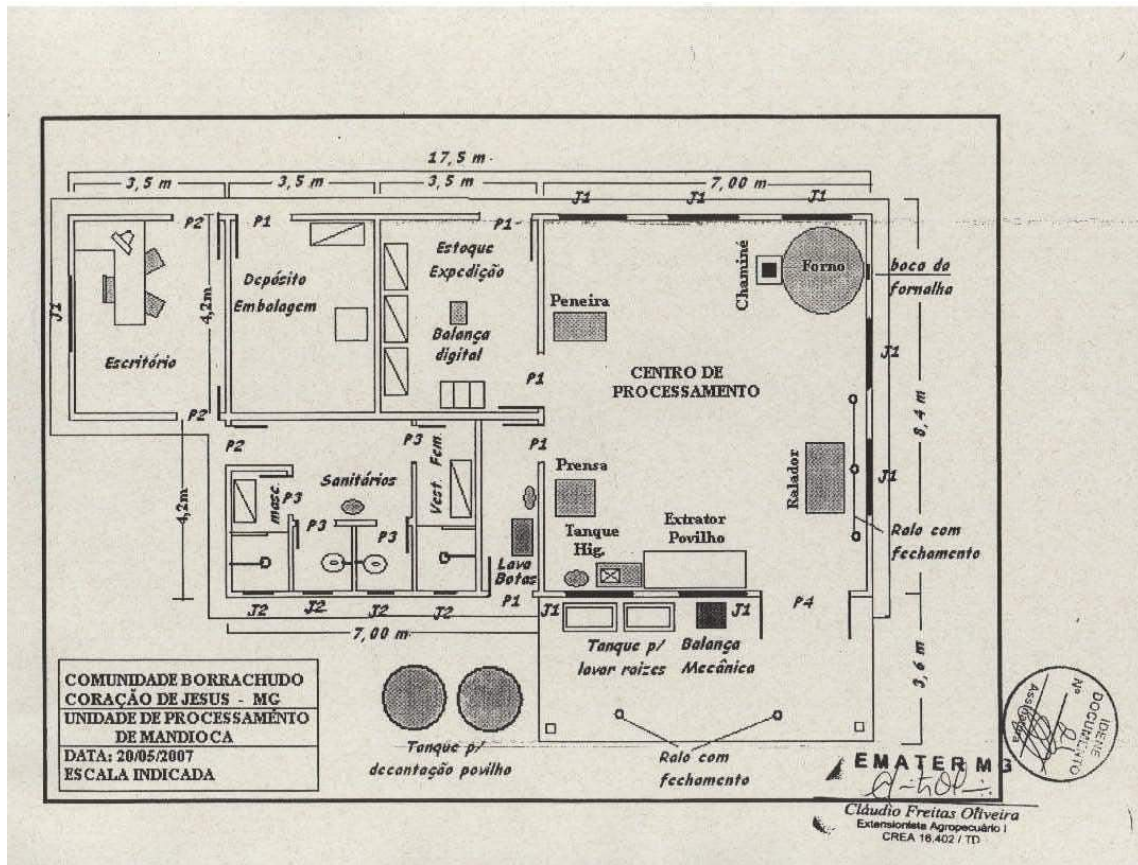 17,5 m
3,5 m
3,5 m
3,5 m
7,00 m
J1
J1
J1
P2
P1
P1
Estoque
Expedição
Chaminé
Forno
boca da
fornalha
4,2m
Depósito
Embalagem
Peneira
J1
Balança
digital
Escritório
J1
CENTRO DE
PROCESSAMENTO
P1
8,4 m
P2
P2
P3
Vest. Fem.
P1
Sanitários
Prensa
J1
Ralador
4,2m
masc.
P3
P3
P3
Tanque
Hig.
Extrator
Povilho
Ralo com
fechamento
Lava
Botas
J2
J2
J2
J2
P1
J1
J1
P4
7,00 m
Tanque p/
lavar raizes
Balança
Mecânica
3,6 m
COMUNIDADE BORRACHUDO
CORAÇÃO DE JESUS - MG
UNIDADE DE PROCESSAMENTO
DE MANDIOCA
DATA: 20/05/2007
ESCALA INDICADA
Tanque p/
decantação povilho
Ralo com
fechamento
IDENE
DOCUMENTO
Nº
EMATER MG
Cláudio Freitas Oliveira
Extensionista Agropecuário I
CREA 16.402 / TD